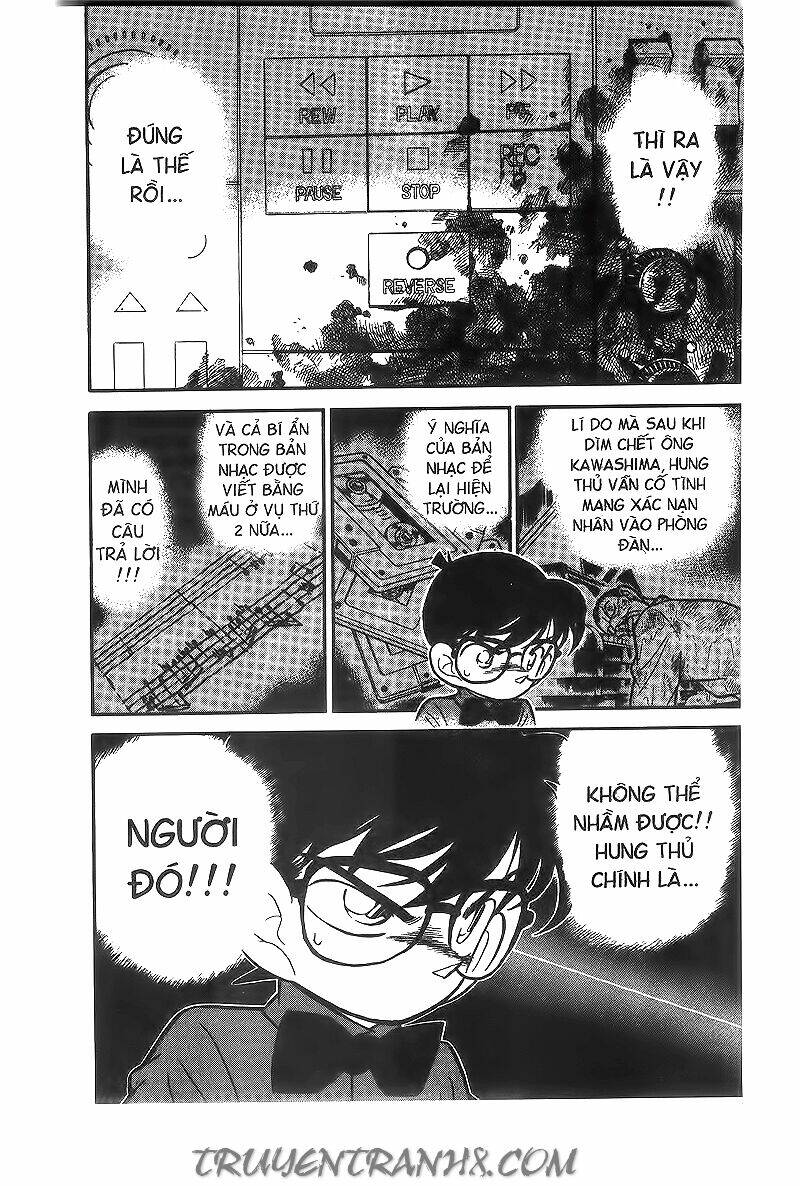 THÌ RA
LÀ VẬY
!!
ĐÚNG
LÀ THẾ
RỒI...
REW
PLAY
PAUSE
STOP
REC
REVERSE
LÍ DO MÀ SAU KHI
DÌM CHẾT ÔNG
KAWASHIMA, HUNG
THỦ VẪN CỐ TÌNH
MANG XÁC NẠN
NHÂN VÀO PHÒNG
ĐÀN...
Ý NGHĨA
CỦA BẢN
NHẠC ĐỂ
LẠI HIỆN
TRƯỜNG...
VÀ CẢ BÍ ẨN
TRONG BẢN
NHẠC ĐƯỢC
VIẾT BẰNG
MÁU Ở VỤ THỨ
2 NỮA...
MÌNH
ĐÃ CÓ
CÂU
TRẢ LỜI
!!!
KHÔNG THỂ
NHẦM ĐƯỢC!!
HUNG THỦ
CHÍNH LÀ...
NGƯỜI
ĐÓ!!!
TRUYENTRANH8.COM